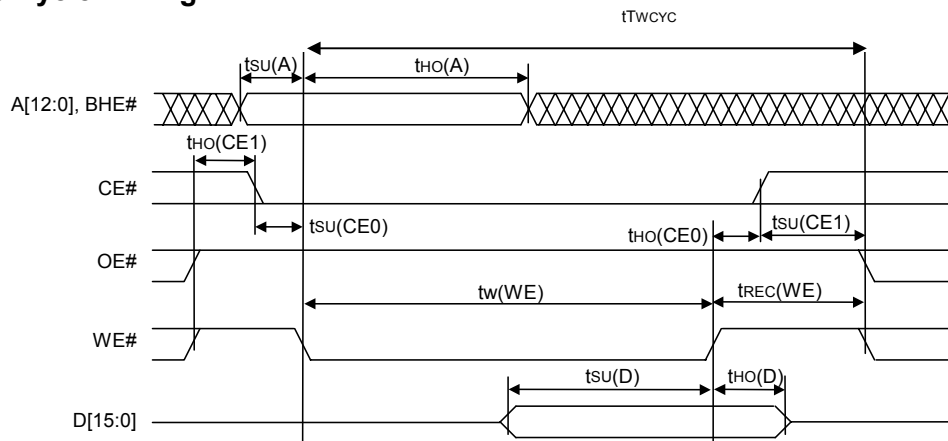 tTWCYC
tSU(A)
tHO(A)
A[12:0], BHE#
tHO(CE1)
CE#
tSU(CE0)
tHO(CE0)
tSU(CE1)
OE#
tw(WE)
tREC(WE)
WE#
tSU(D)
tHO(D)
D[15:0]